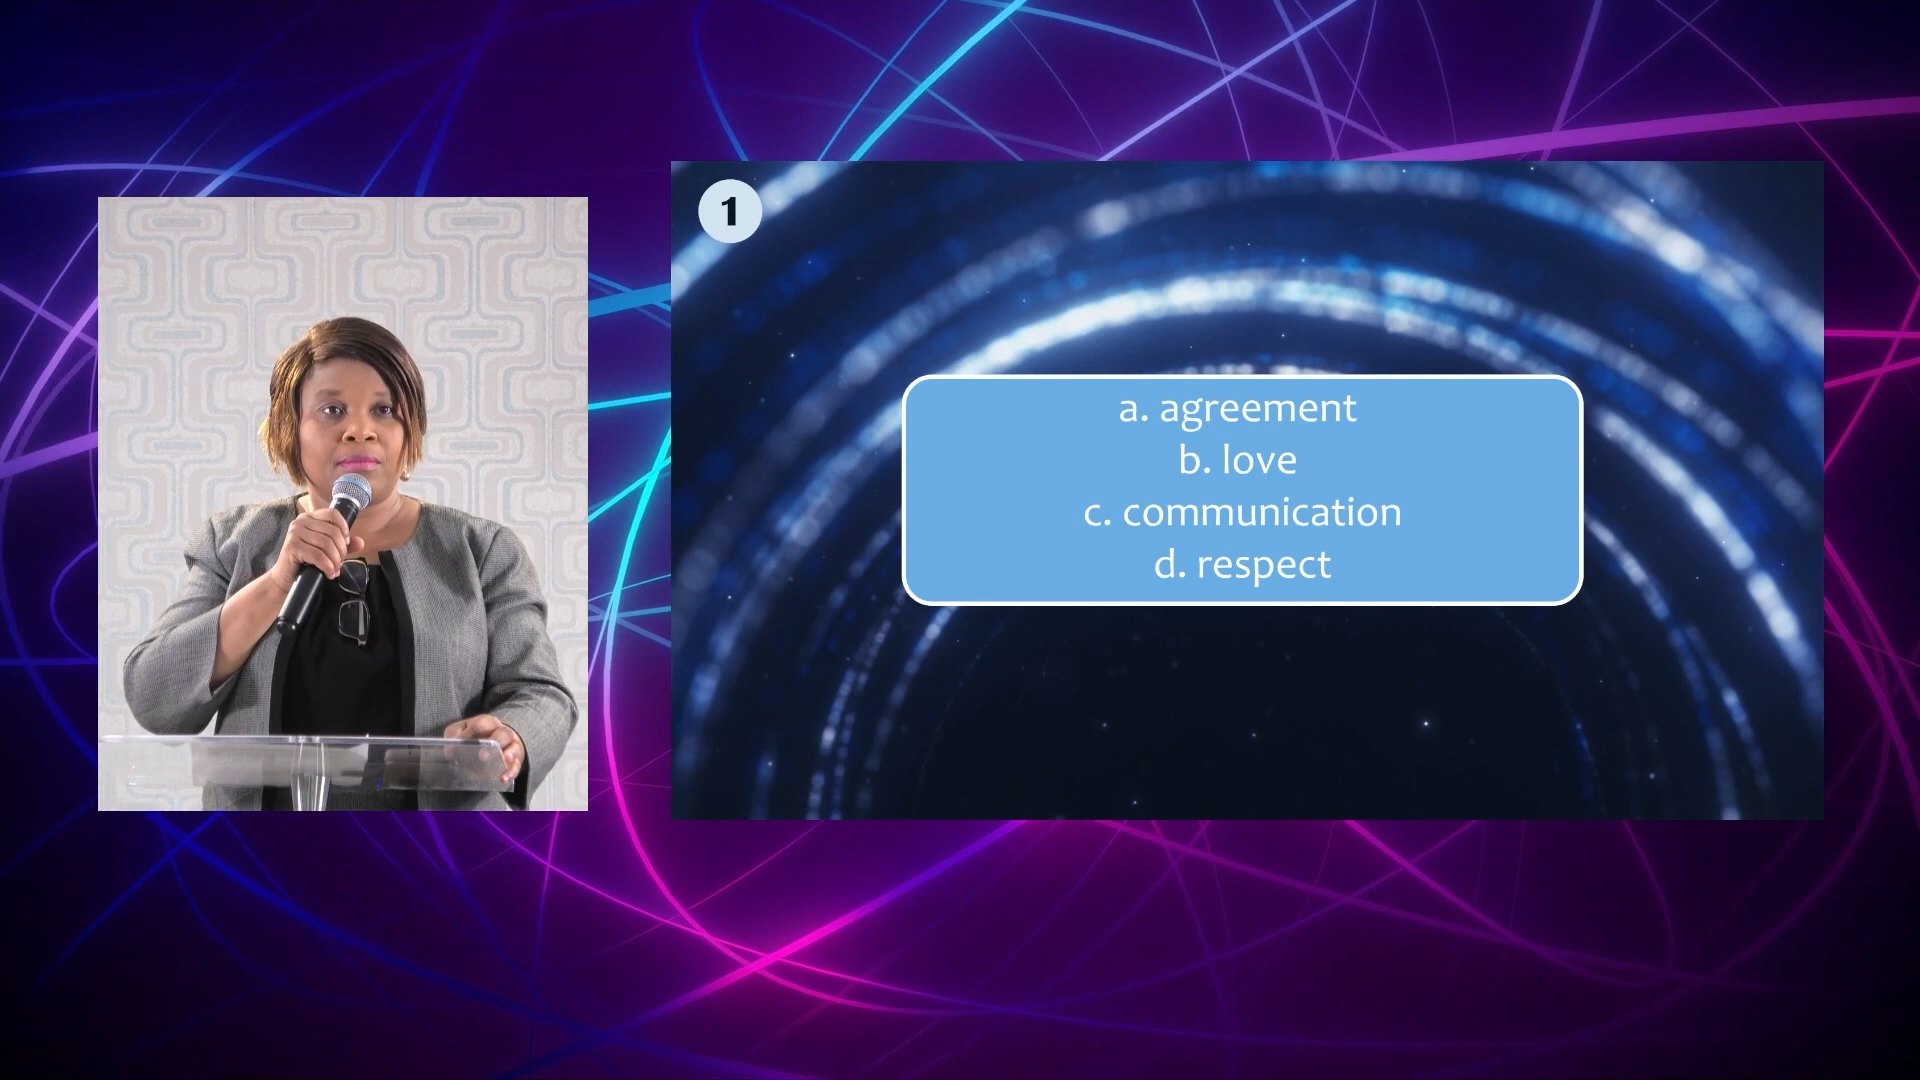 1
a. agreement
b. love
c. communication
d. respect